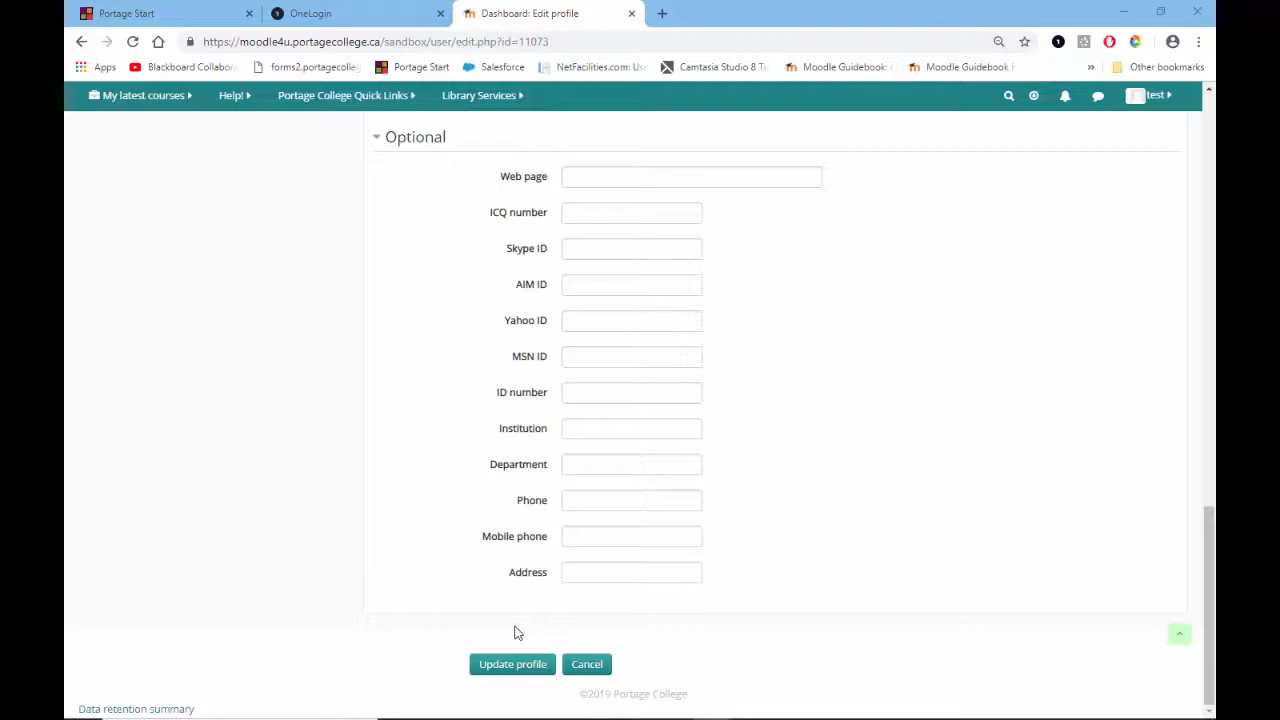 Portage Start
OneLogin
Dashboard: Edit profile
https://moodle4u.portagecollege.ca/sandbox/user/edit.php?id=11073
Apps
Blackboard Collabora
forms2.portagecolleg
Portage Start
Salesforce
NetFacilities.com: Us
Camtasia Studio 8 T
Moodle Guidebook:
Moodle Guidebook
Other bookmarks
My latest courses
Help!
Portage College Quick Links
Library Services
test
Optional
Web page
ICQ number
Skype ID
AIM ID
Yahoo ID
MSN ID
ID number
Institution
Department
Phone
Mobile phone
Address
Update profile Cancel
©2019 Portage College
Data retention summary